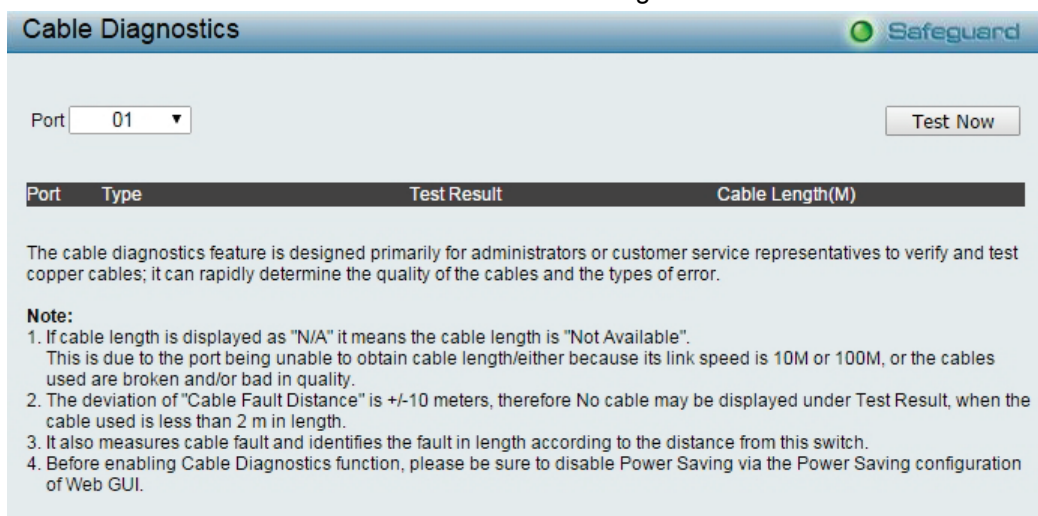 Cable Diagnostics
Safeguard
Port 01 ▼
Test Now
Port Type Test Result Cable Length(M)
The cable diagnostics feature is designed primarily for administrators or customer service representatives to verify and test
copper cables; it can rapidly determine the quality of the cables and the types of error.
Note:
1. If cable length is displayed as "N/A" it means the cable length is "Not Available".
This is due to the port being unable to obtain cable length/either because its link speed is 10M or 100M, or the cables
used are broken and/or bad in quality.
2. The deviation of "Cable Fault Distance" is +/-10 meters, therefore No cable may be displayed under Test Result, when the
cable used is less than 2 m in length.
3. It also measures cable fault and identifies the fault in length according to the distance from this switch.
4. Before enabling Cable Diagnostics function, please be sure to disable Power Saving via the Power Saving configuration
of Web GUI.